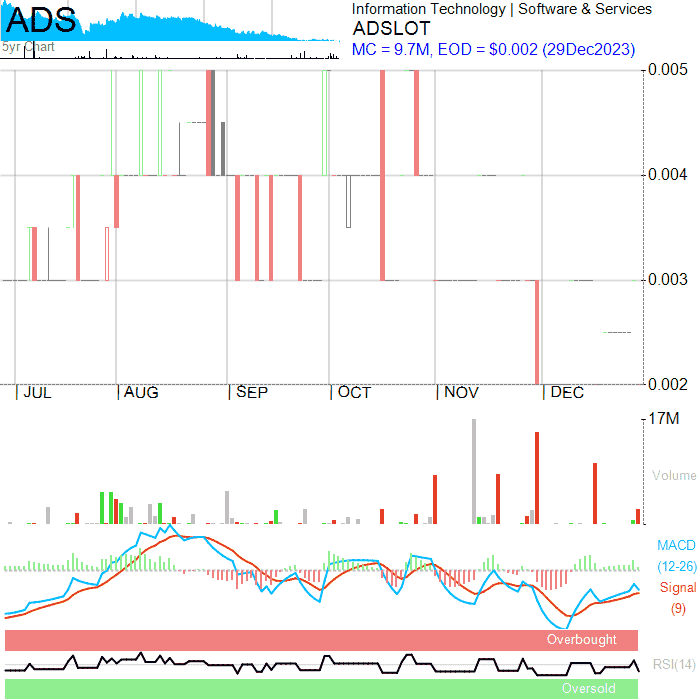 ADS
5yr Chart
Information Technology | Software & Services
ADSLOT
MC = 9.7M, EOD = $0.002 (29Dec2023)
0.005
0.004
0.003
0.002
| JUL | AUG | SEP | OCT | NOV | DEC
17M
Volume
MACD
(12-26)
Signal
(9)
Overbought
RSI(14)
Oversold